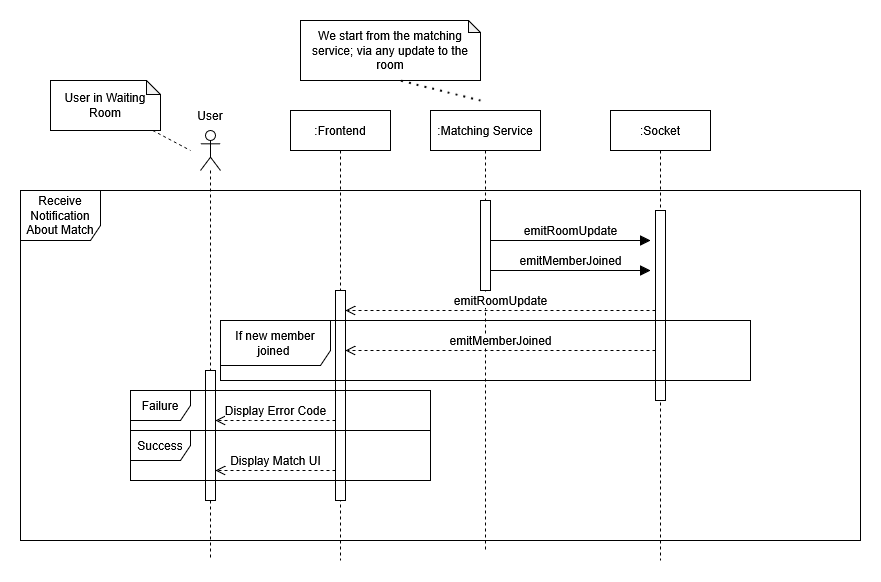 We start from the matching
service; via any update to the
room
User in Waiting
Room
User
:Frontend
:Matching Service
:Socket
Receive
Notification
About Match
emitRoomUpdate
emitMemberJoined
emitRoomUpdate
If new member
joined
emitMemberJoined
Failure
Display Error Code
Success
Display Match UI